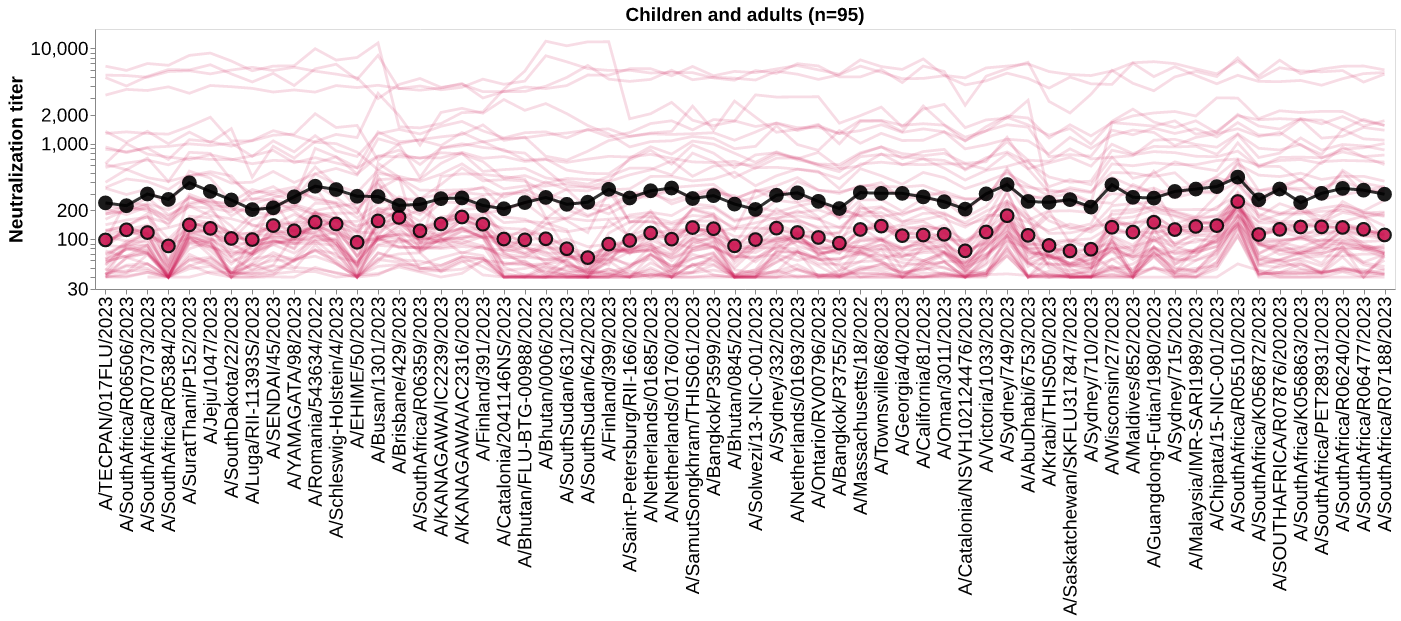 Children and adults (n=95)
Neutralization titer
10,000
2,000
1,000
200
100
30
A/TECPAN/017FLU/2023
A/SouthAfrica/R06506/2023
A/SouthAfrica/R07073/2023
A/SouthAfrica/R05384/2023
A/SuratThani/P152/2023
A/Jeju/1047/2023
A/SouthDakota/22/2023
A/Luga/RII-11393S/2023
A/SENDAI/45/2023
A/YAMAGATA/98/2023
A/Romania/543634/2022
A/Schleswig-Holstein/4/2023
A/EHIME/50/2023
A/Busan/1301/2023
A/Brisbane/429/2023
A/SouthAfrica/R06359/2023
A/KANAGAWA/IC2239/2023
A/KANAGAWA/AC2316/2023
A/Finland/391/2023
A/Catalonia/2041146NS/2023
A/Bhutan/FLU-BTG-00988/2022
A/Bhutan/0006/2023
A/SouthSudan/631/2023
A/SouthSudan/642/2023
A/Finland/399/2023
A/Saint-Petersburg/RII-166/2023
A/Netherlands/01685/2023
A/Netherlands/01760/2023
A/SamutSongkhram/THIS061/2023
A/Bangkok/P3599/2023
A/Bhutan/0845/2023
A/Solwezi/13-NIC-001/2023
A/Sydney/332/2023
A/Netherlands/01693/2023
A/Ontario/RV00796/2023
A/Bangkok/P3755/2023
A/Massachusetts/18/2022
A/Townsville/68/2023
A/Georgia/40/2023
A/California/81/2023
A/Oman/3011/2023
A/Catalonia/NSVH102124476/2023
A/Victoria/1033/2023
A/Sydney/749/2023
A/AbuDhabi/6753/2023
A/Krabi/THIS050/2023
A/Saskatchewan/SKFLU317847/2023
A/Sydney/710/2023
A/Wisconsin/27/2023
A/Maldives/852/2023
A/Guangdong-Futian/1980/2023
A/Sydney/715/2023
A/Malaysia/IMR-SARI1989/2023
A/Chipata/15-NIC-001/2023
A/SouthAfrica/R05510/2023
A/SouthAfrica/K056872/2023
A/SOUTHAFRICA/R07876/2023
A/SouthAfrica/K056863/2023
A/SouthAfrica/PET28931/2023
A/SouthAfrica/R06240/2023
A/SouthAfrica/R06477/2023
A/SouthAfrica/R07188/2023